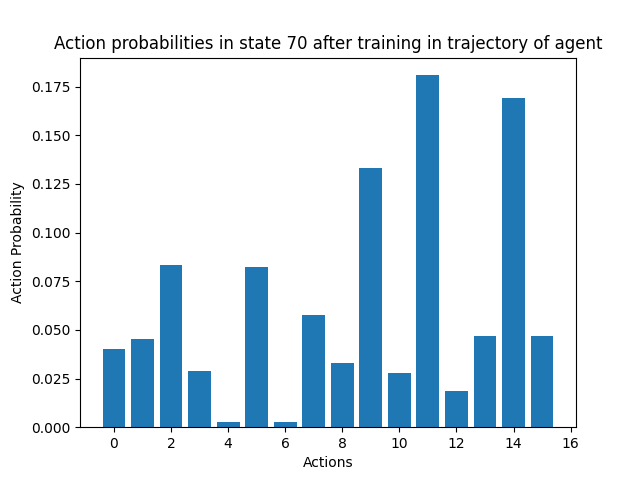 Action probabilities in state 70 after training in trajectory of agent
0.175
0.150
0.125
0.100
0.075
0.050
0.025
0.000
Action Probability
0 2 4 6 8 10 12 14 16
Actions